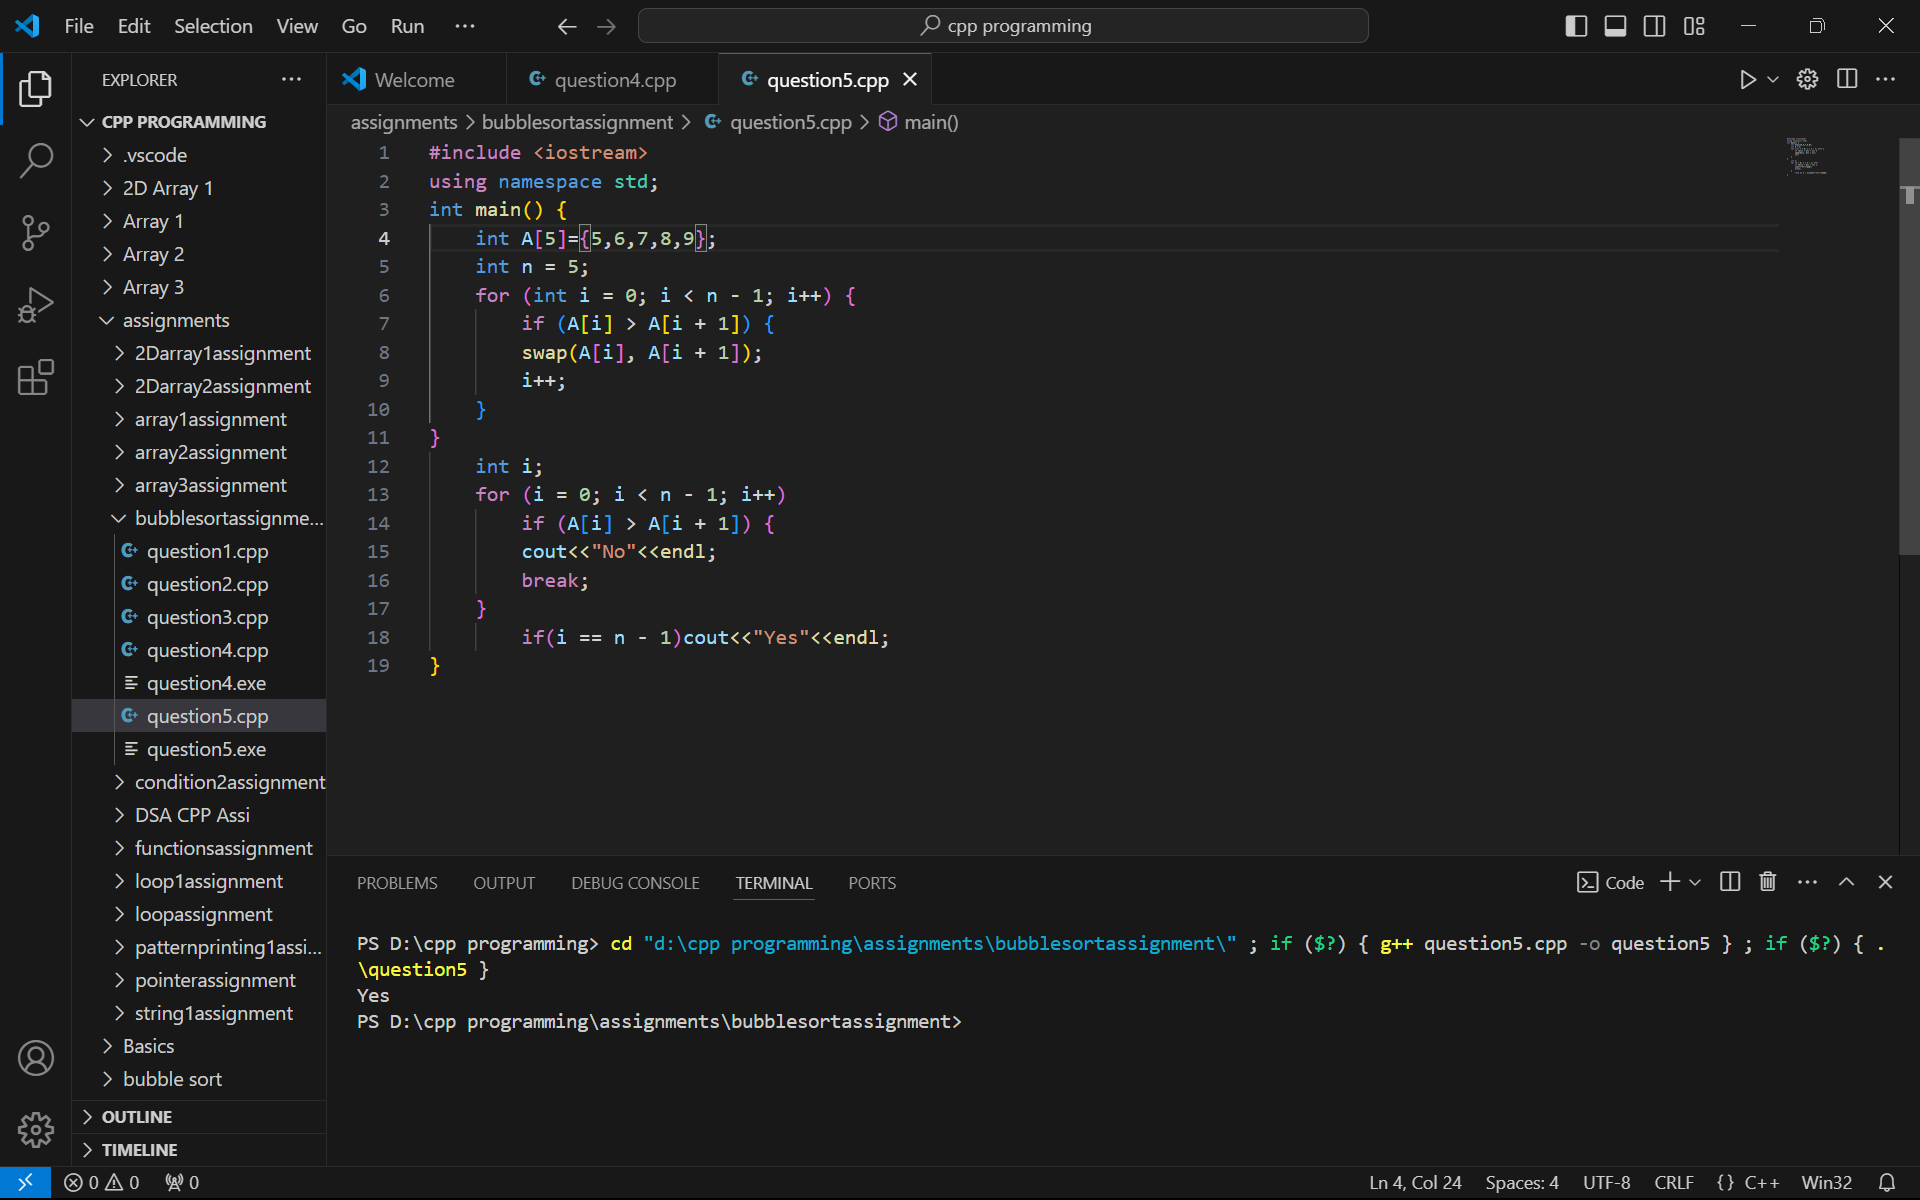 File Edit Selection View Go Run ···
cpp programming
EXPLORER ···
CPP PROGRAMMING
.vscode
2D Array 1
Array 1
Array 2
Array 3
assignments
2Darray1assignment
2Darray2assignment
array1assignment
array2assignment
array3assignment
bubblesortassignme...
question1.cpp
question2.cpp
question3.cpp
question4.cpp
question4.exe
question5.cpp
question5.exe
condition2assignment
DSA CPP Assi
functionsassignment
loop1assignment
loopassignment
patternprinting1assi...
pointerassignment
string1assignment
Basics
bubble sort
OUTLINE
TIMELINE
Welcome question4.cpp question5.cpp
assignments > bubblesortassignment > question5.cpp > main()
1 #include <iostream>
2 using namespace std;
3 int main() {
4 int A[5]={5,6,7,8,9};
5 int n = 5;
6 for (int i = 0; i < n - 1; i++) {
7 if (A[i] > A[i + 1]) {
8 swap(A[i], A[i + 1]);
9 i++;
10 }
11 }
12 int i;
13 for (i = 0; i < n - 1; i++)
14 if (A[i] > A[i + 1]) {
15 cout<<"No"<<endl;
16 break;
17 }
18 if(i == n - 1)cout<<"Yes"<<endl;
19 }
PROBLEMS OUTPUT DEBUG CONSOLE TERMINAL PORTS Code
PS D:\cpp programming> cd "d:\cpp programming\assignments\bubblesortassignment\" ; if ($?) { g++ question5.cpp -o question5 } ; if ($?) { .
\question5 }
Yes
PS D:\cpp programming\assignments\bubblesortassignment>
0 0 0 Ln 4, Col 24 Spaces: 4 UTF-8 CRLF {} C++ Win32